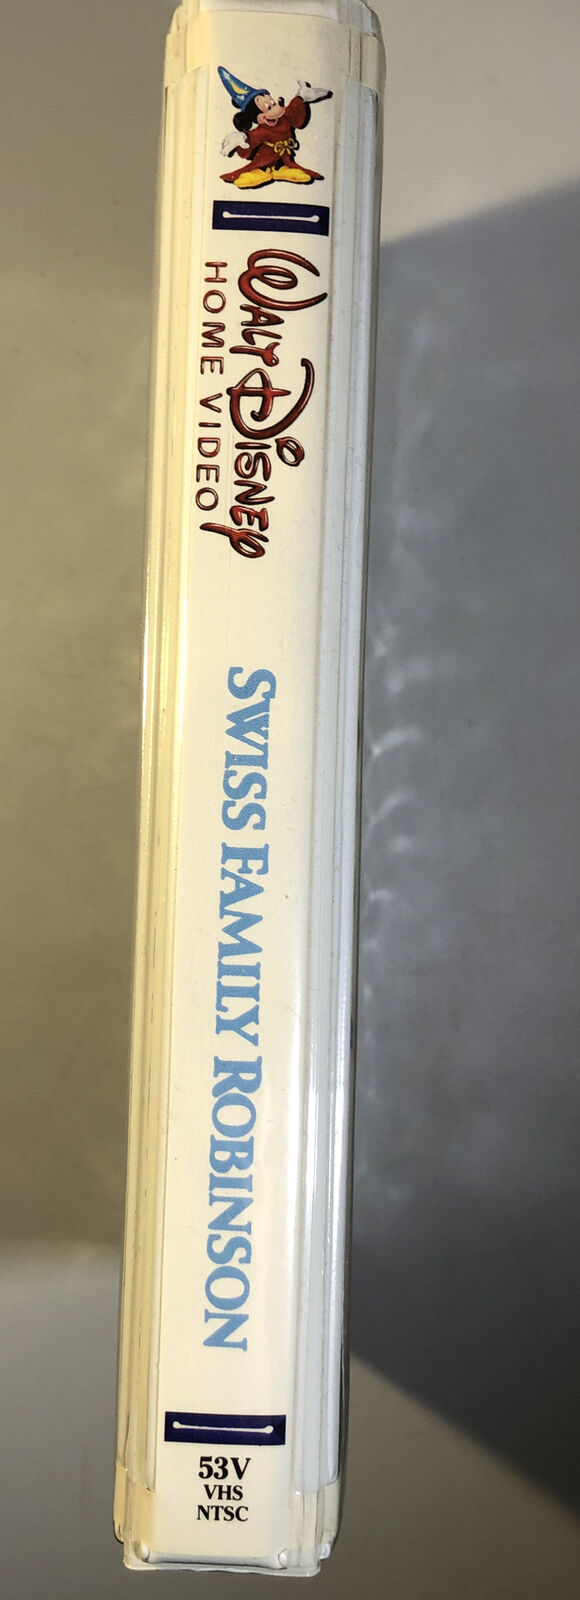 WALT DISNEY
HOME VIDEO
SWISS FAMILY ROBINSON
53V
VHS
NTSC